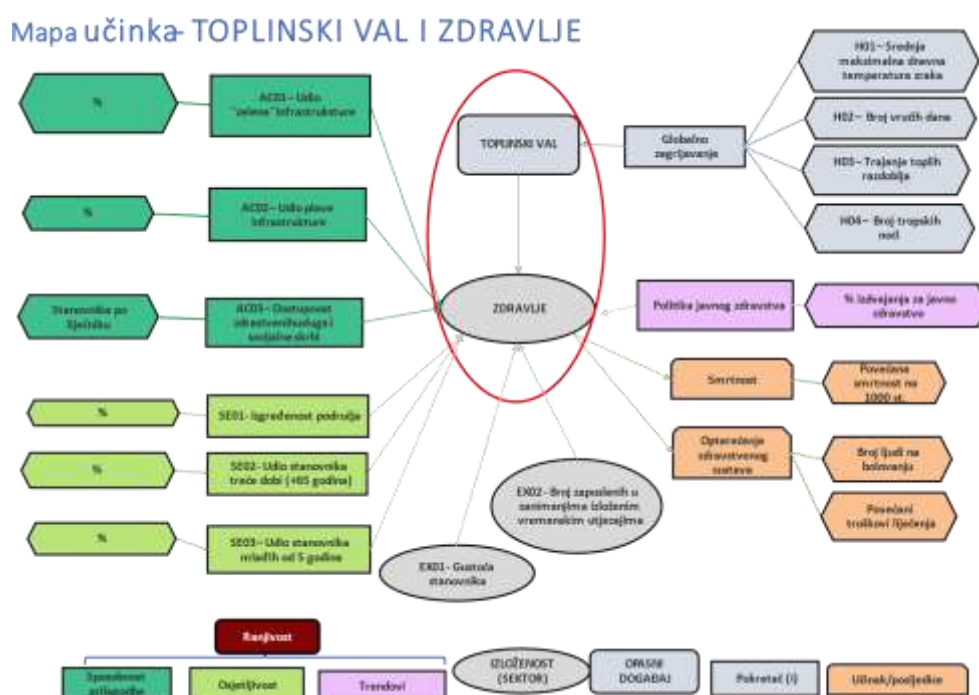 Mapa učinka- TOPLINSKI VAL I ZDRAVLJE
%
AC01– Udio
"zelene" infrastrukture
%
AC02– Udio plave
infrastrukture
Stanovnika po
liječniku
AC03– Dostupnost
zdravstvenih usluga i
socijalne skrbi
%
SE01- Izgrađenost područja
%
SE02- Udio stanovnika
treće dobi (+65 godina)
%
SE03– Udio stanovnika
mlađih od 5 godina
TOPLINSKI VAL
ZDRAVLJE
EX02- Broj zaposlenih u
zanimanjima izloženim
vremenskim utjecajima
EX01- Gustoća
stanovnika
Globalno
zagrijavanje
H01– Srednja
maksimalna dnevna
temperatura zraka
H02– Broj vrućih dana
H03– Trajanje toplih
razdoblja
H04– Broj tropskih
noći
Politika javnog zdravstva
% izdvajanja za javno
zdravstvo
Smrtnost
Povećana
smrtnost na
1000 st.
Opterećenje
zdravstvenog
sustava
Broj ljudi na
bolovanju
Povećani
troškovi liječenja
Ranjivost
Sposobnost
prilagodbe
Osjetljivost
Trendovi
IZLOŽENOST
(SEKTOR)
OPASNI
DOGAĐAJ
Pokretač (i)
Učinak/posljedice